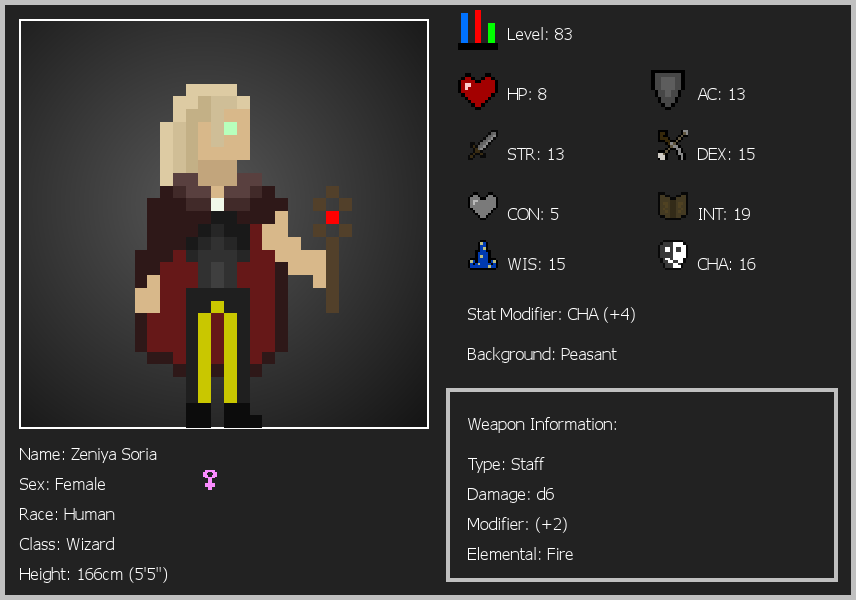 Level: 83
HP: 8
AC: 13
STR: 13
DEX: 15
CON: 5
INT: 19
WIS: 15
CHA: 16
Stat Modifier: CHA (+4)
Background: Peasant
Weapon Information:
Type: Staff
Damage: d6
Modifier: (+2)
Elemental: Fire
Name: Zeniya Soria
Sex: Female
Race: Human
Class: Wizard
Height: 166cm (5'5")